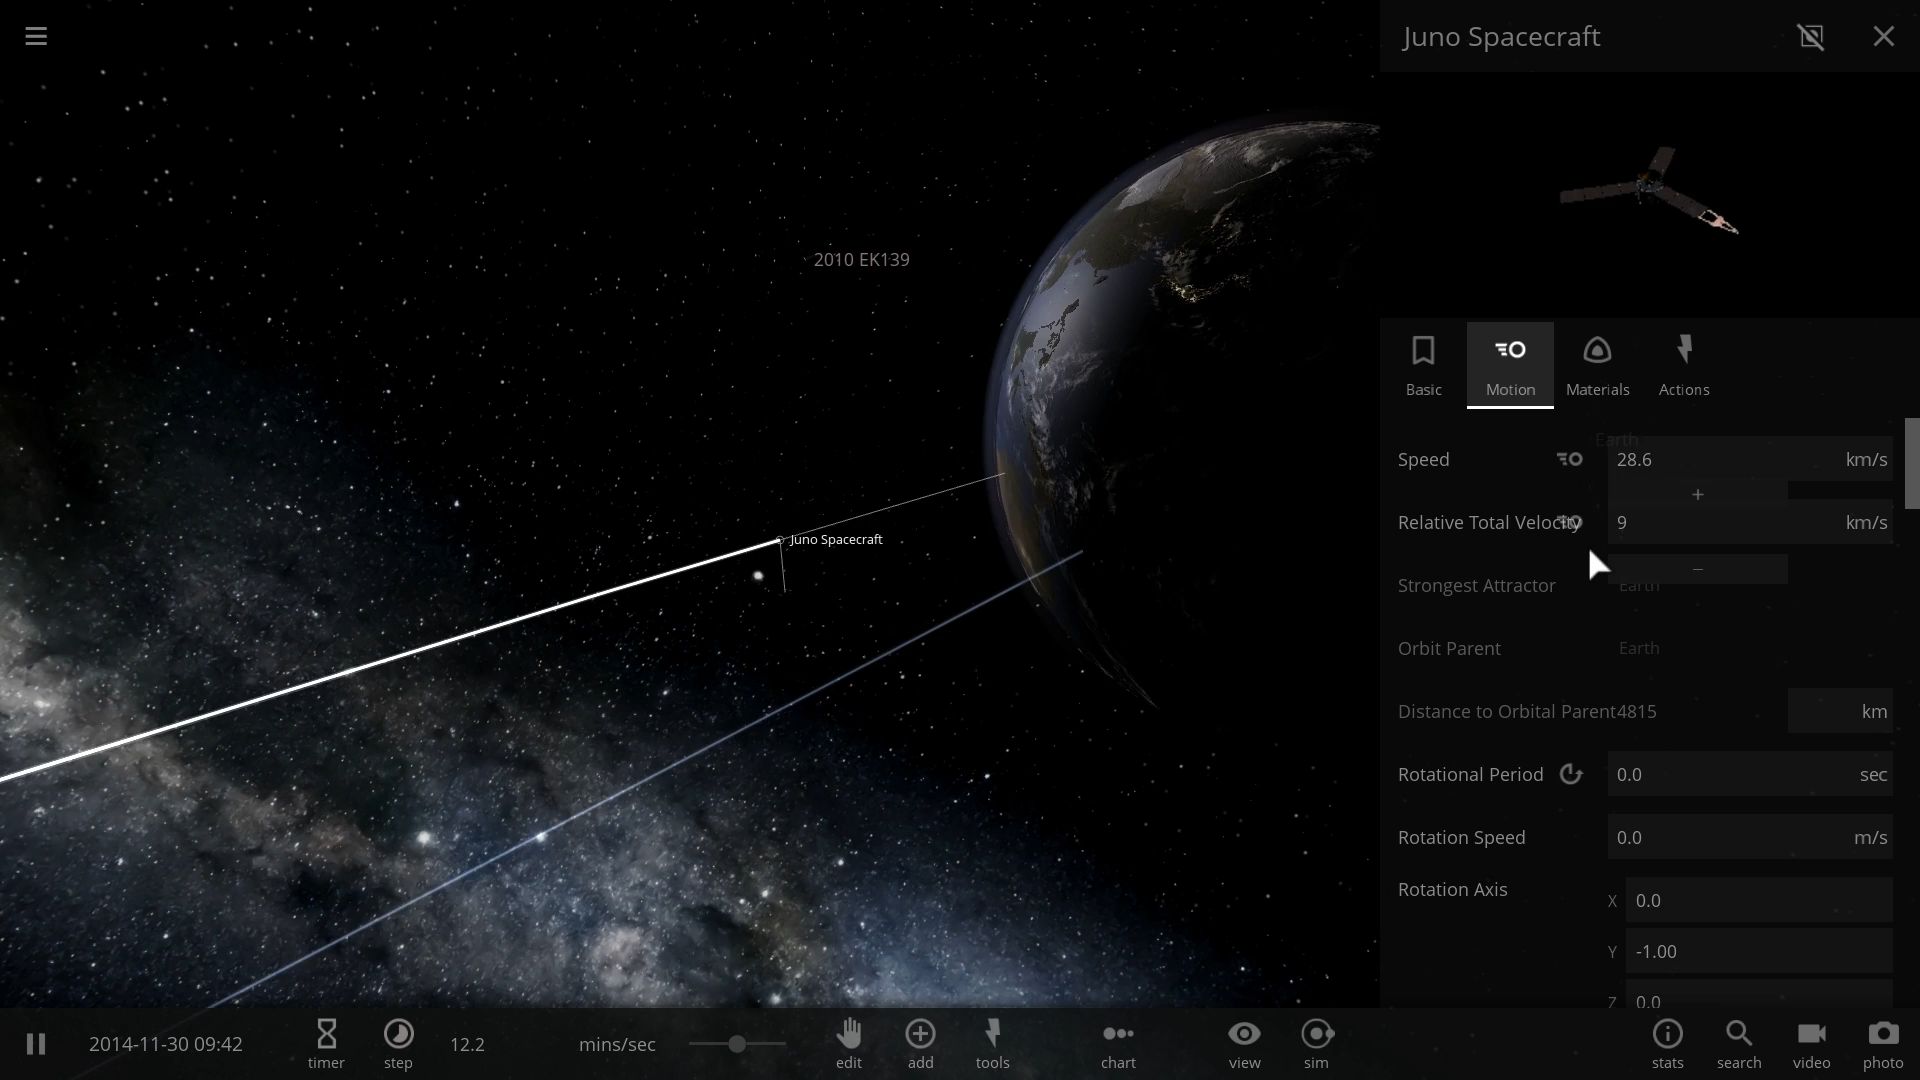 Juno Spacecraft
2010 EK139
Juno Spacecraft
Basic
Motion
Materials
Actions
Earth
Speed 28.6 km/s
+
Relative Total Velocity 9 km/s
–
Strongest Attractor Earth
Orbit Parent Earth
Distance to Orbital Parent 4815 km
Rotational Period 0.0 sec
Rotation Speed 0.0 m/s
Rotation Axis
X 0.0
Y -1.00
Z 0.0
2014-11-30 09:42
timer
step
12.2 mins/sec
edit
add
tools
chart
view
sim
stats
search
video
photo